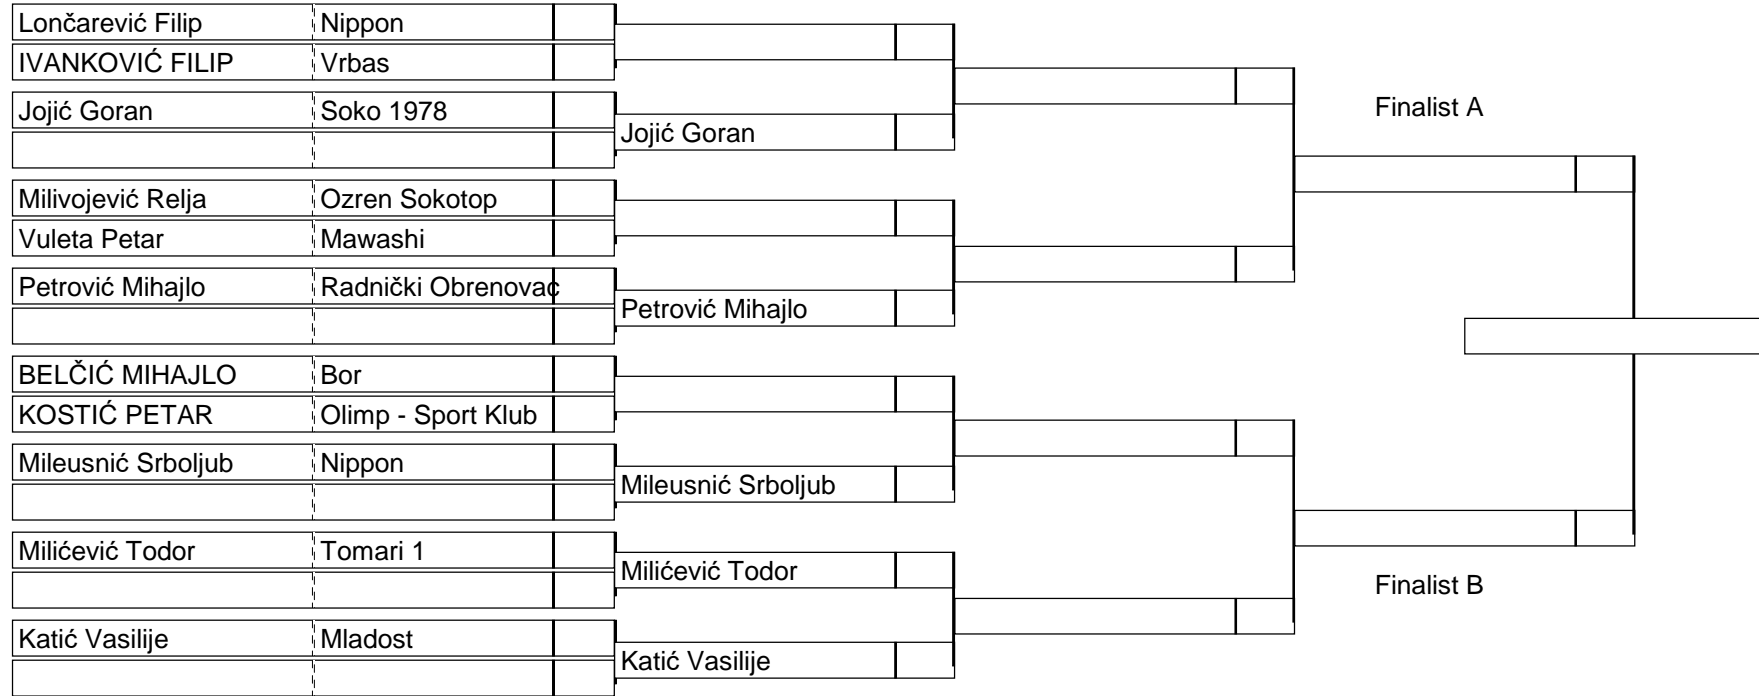 Lončarević Filip Nippon
IVANKOVIĆ FILIP Vrbas
Jojić Goran Soko 1978
Jojić Goran
Milivojević Relja Ozren Sokotop
Vuleta Petar Mawashi
Petrović Mihajlo Radnički Obrenovac
Petrović Mihajlo
BELČIĆ MIHAJLO Bor
KOSTIĆ PETAR Olimp - Sport Klub
Mileusnić Srboljub Nippon
Mileusnić Srboljub
Milićević Todor Tomari 1
Milićević Todor
Katić Vasilije Mladost
Katić Vasilije
Finalist A
Finalist B